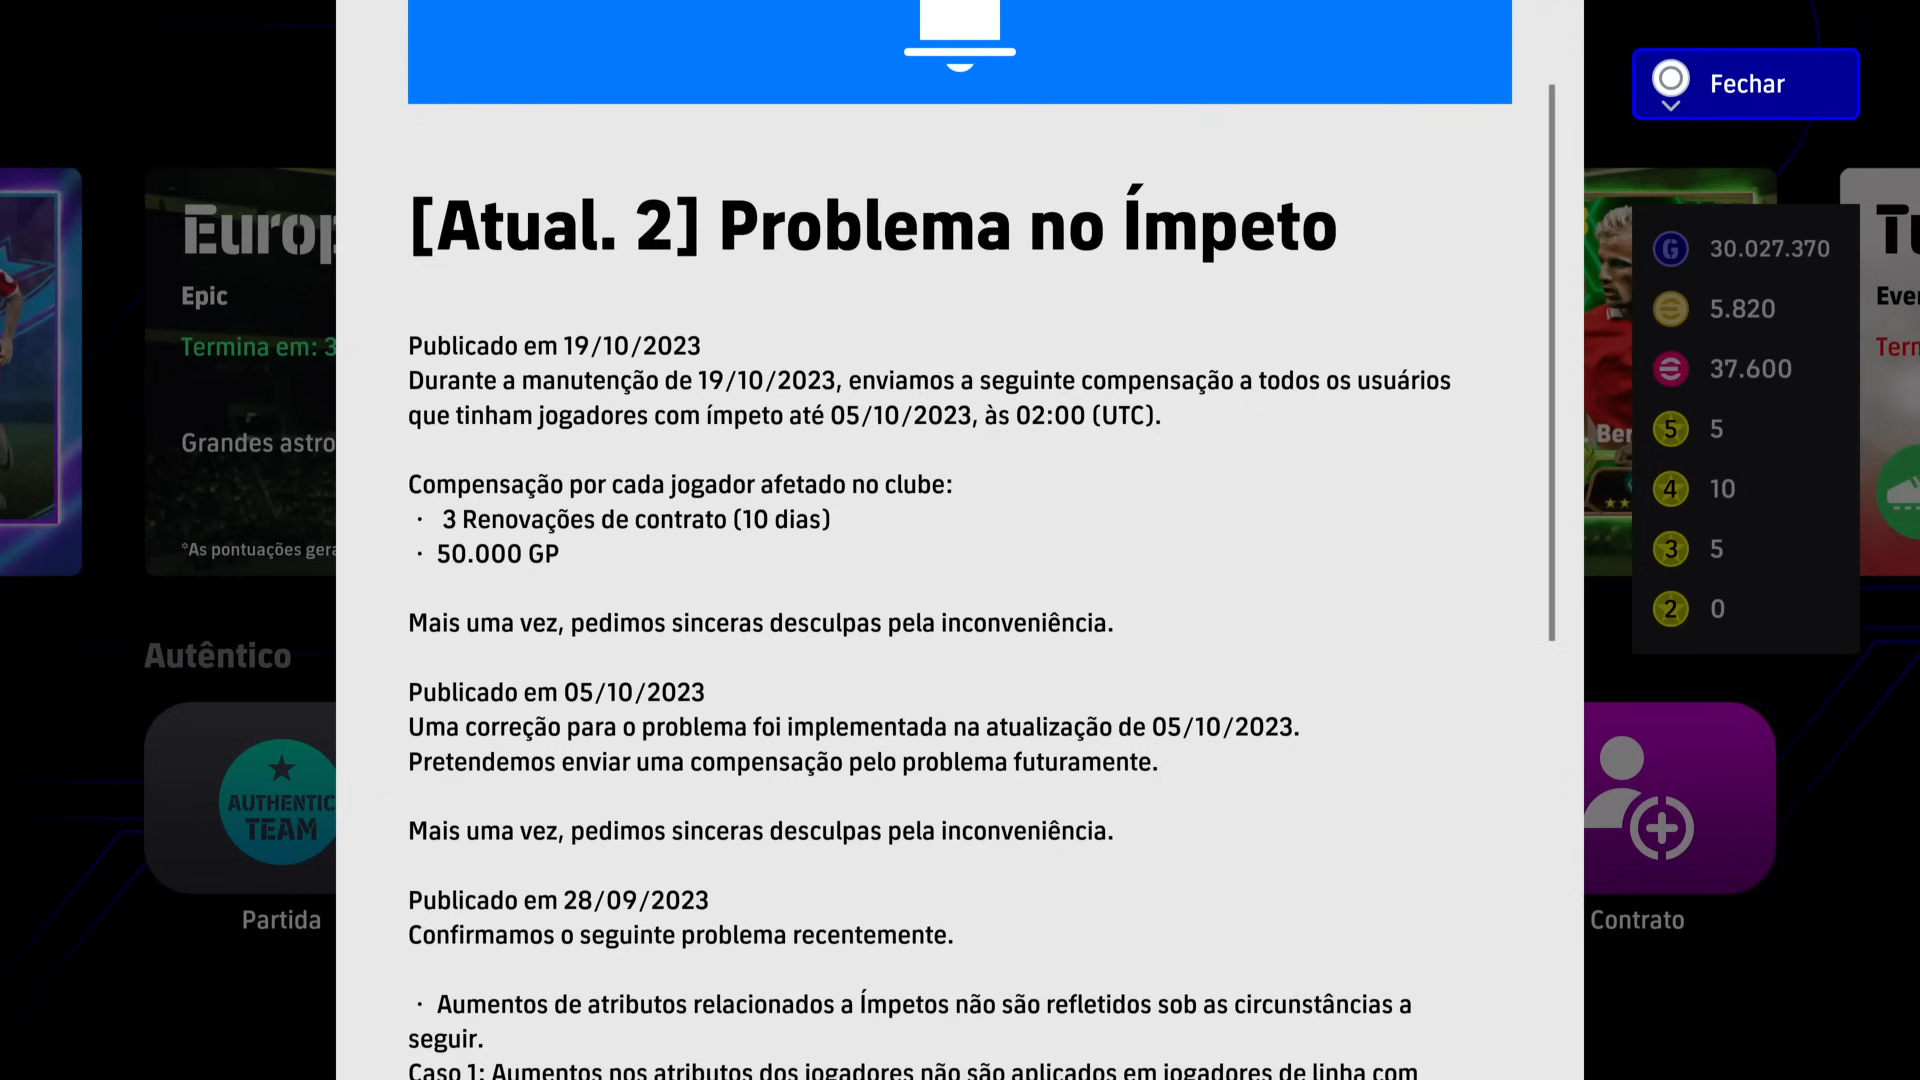 Fechar
[Atual. 2] Problema no Ímpeto
Publicado em 19/10/2023
Durante a manutenção de 19/10/2023, enviamos a seguinte compensação a todos os usuários
que tinham jogadores com ímpeto até 05/10/2023, às 02:00 (UTC).
Compensação por cada jogador afetado no clube:
・ 3 Renovações de contrato (10 dias)
・ 50.000 GP
Mais uma vez, pedimos sinceras desculpas pela inconveniência.
Publicado em 05/10/2023
Uma correção para o problema foi implementada na atualização de 05/10/2023.
Pretendemos enviar uma compensação pelo problema futuramente.
Mais uma vez, pedimos sinceras desculpas pela inconveniência.
Publicado em 28/09/2023
Confirmamos o seguinte problema recentemente.
・ Aumentos de atributos relacionados a Ímpetos não são refletidos sob as circunstâncias a
seguir.
Caso 1: Aumentos nos atributos dos jogadores não são aplicados em jogadores de linha com
Europ
Epic
Termina em: 3
Grandes astro
*As pontuações gera
Autêntico
AUTHENTIC
TEAM
Partida
G 30.027.370
5.820
37.600
5 5
4 10
3 5
2 0
Ber
Tu
Eve
Term
Contrato